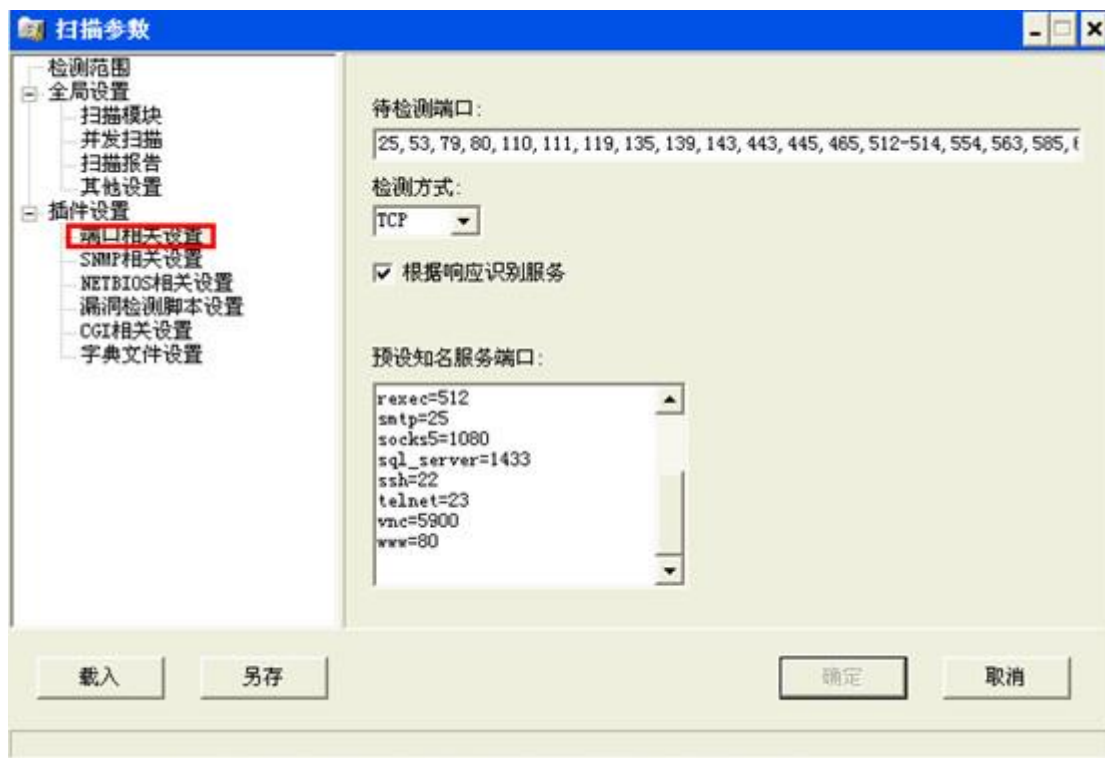 扫描参数
检测范围
全局设置
扫描模块
并发扫描
扫描报告
其他设置
插件设置
端口相关设置
SNMP相关设置
NETBIOS相关设置
漏洞检测脚本设置
CGI相关设置
字典文件设置
待检测端口:
25, 53, 79, 80, 110, 111, 119, 135, 139, 143, 443, 445, 465, 512-514, 554, 563, 585,
检测方式:
TCP
根据响应识别服务
预设知名服务端口:
rexec=512
smtp=25
socks5=1080
sql_server=1433
ssh=22
telnet=23
vnc=5900
www=80
载入
另存
确定
取消